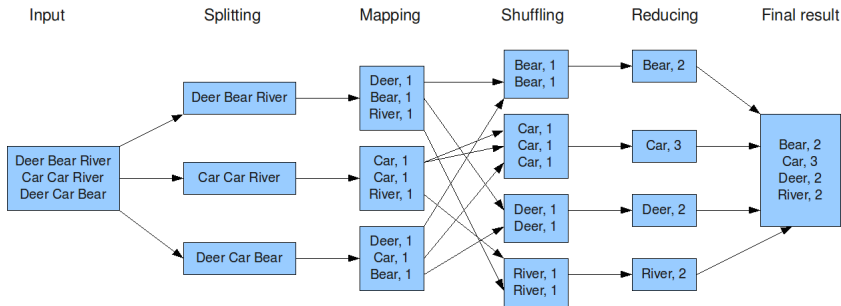 Input
Splitting
Mapping
Shuffling
Reducing
Final result
Deer Bear River
Car Car River
Deer Car Bear
Deer Bear River
Car Car River
Deer Car Bear
Deer, 1
Bear, 1
River, 1
Car, 1
Car, 1
River, 1
Deer, 1
Car, 1
Bear, 1
Bear, 1
Bear, 1
Car, 1
Car, 1
Car, 1
Deer, 1
Deer, 1
River, 1
River, 1
Bear, 2
Car, 3
Deer, 2
River, 2
Bear, 2
Car, 3
Deer, 2
River, 2